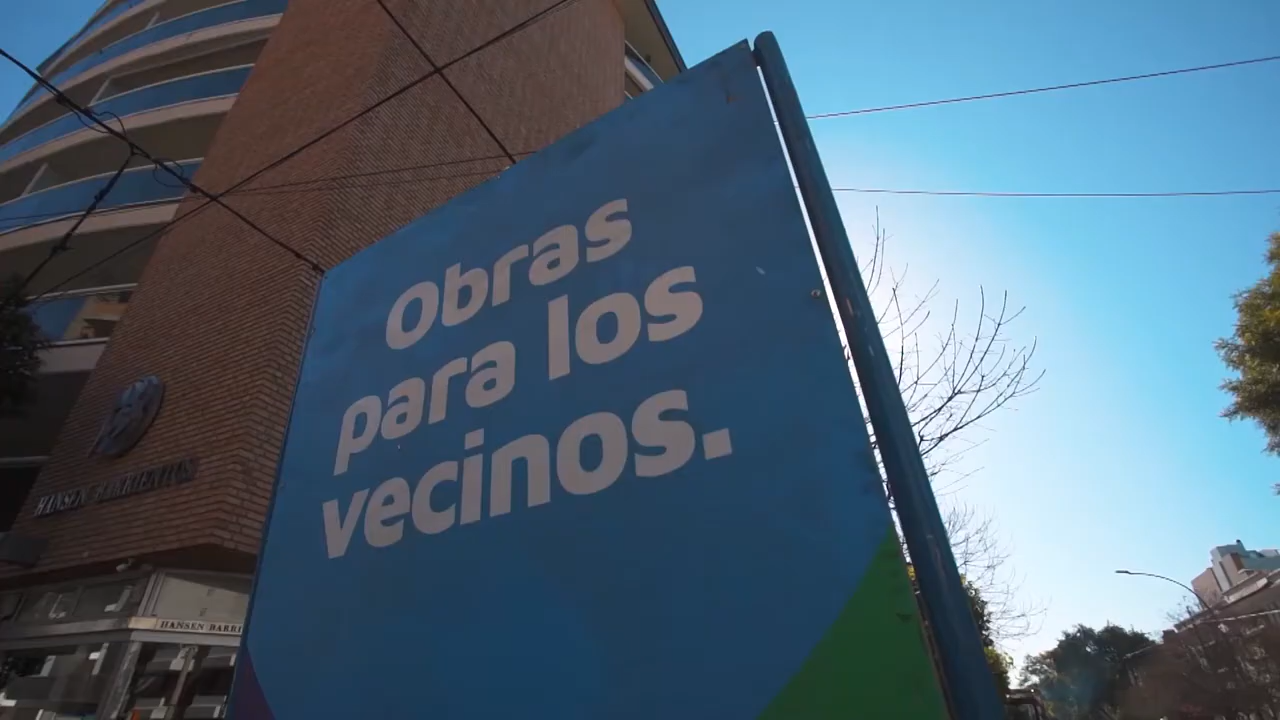 Obras
para los
vecinos.
HANSEN BARRIENTOS
HANSEN BARRI